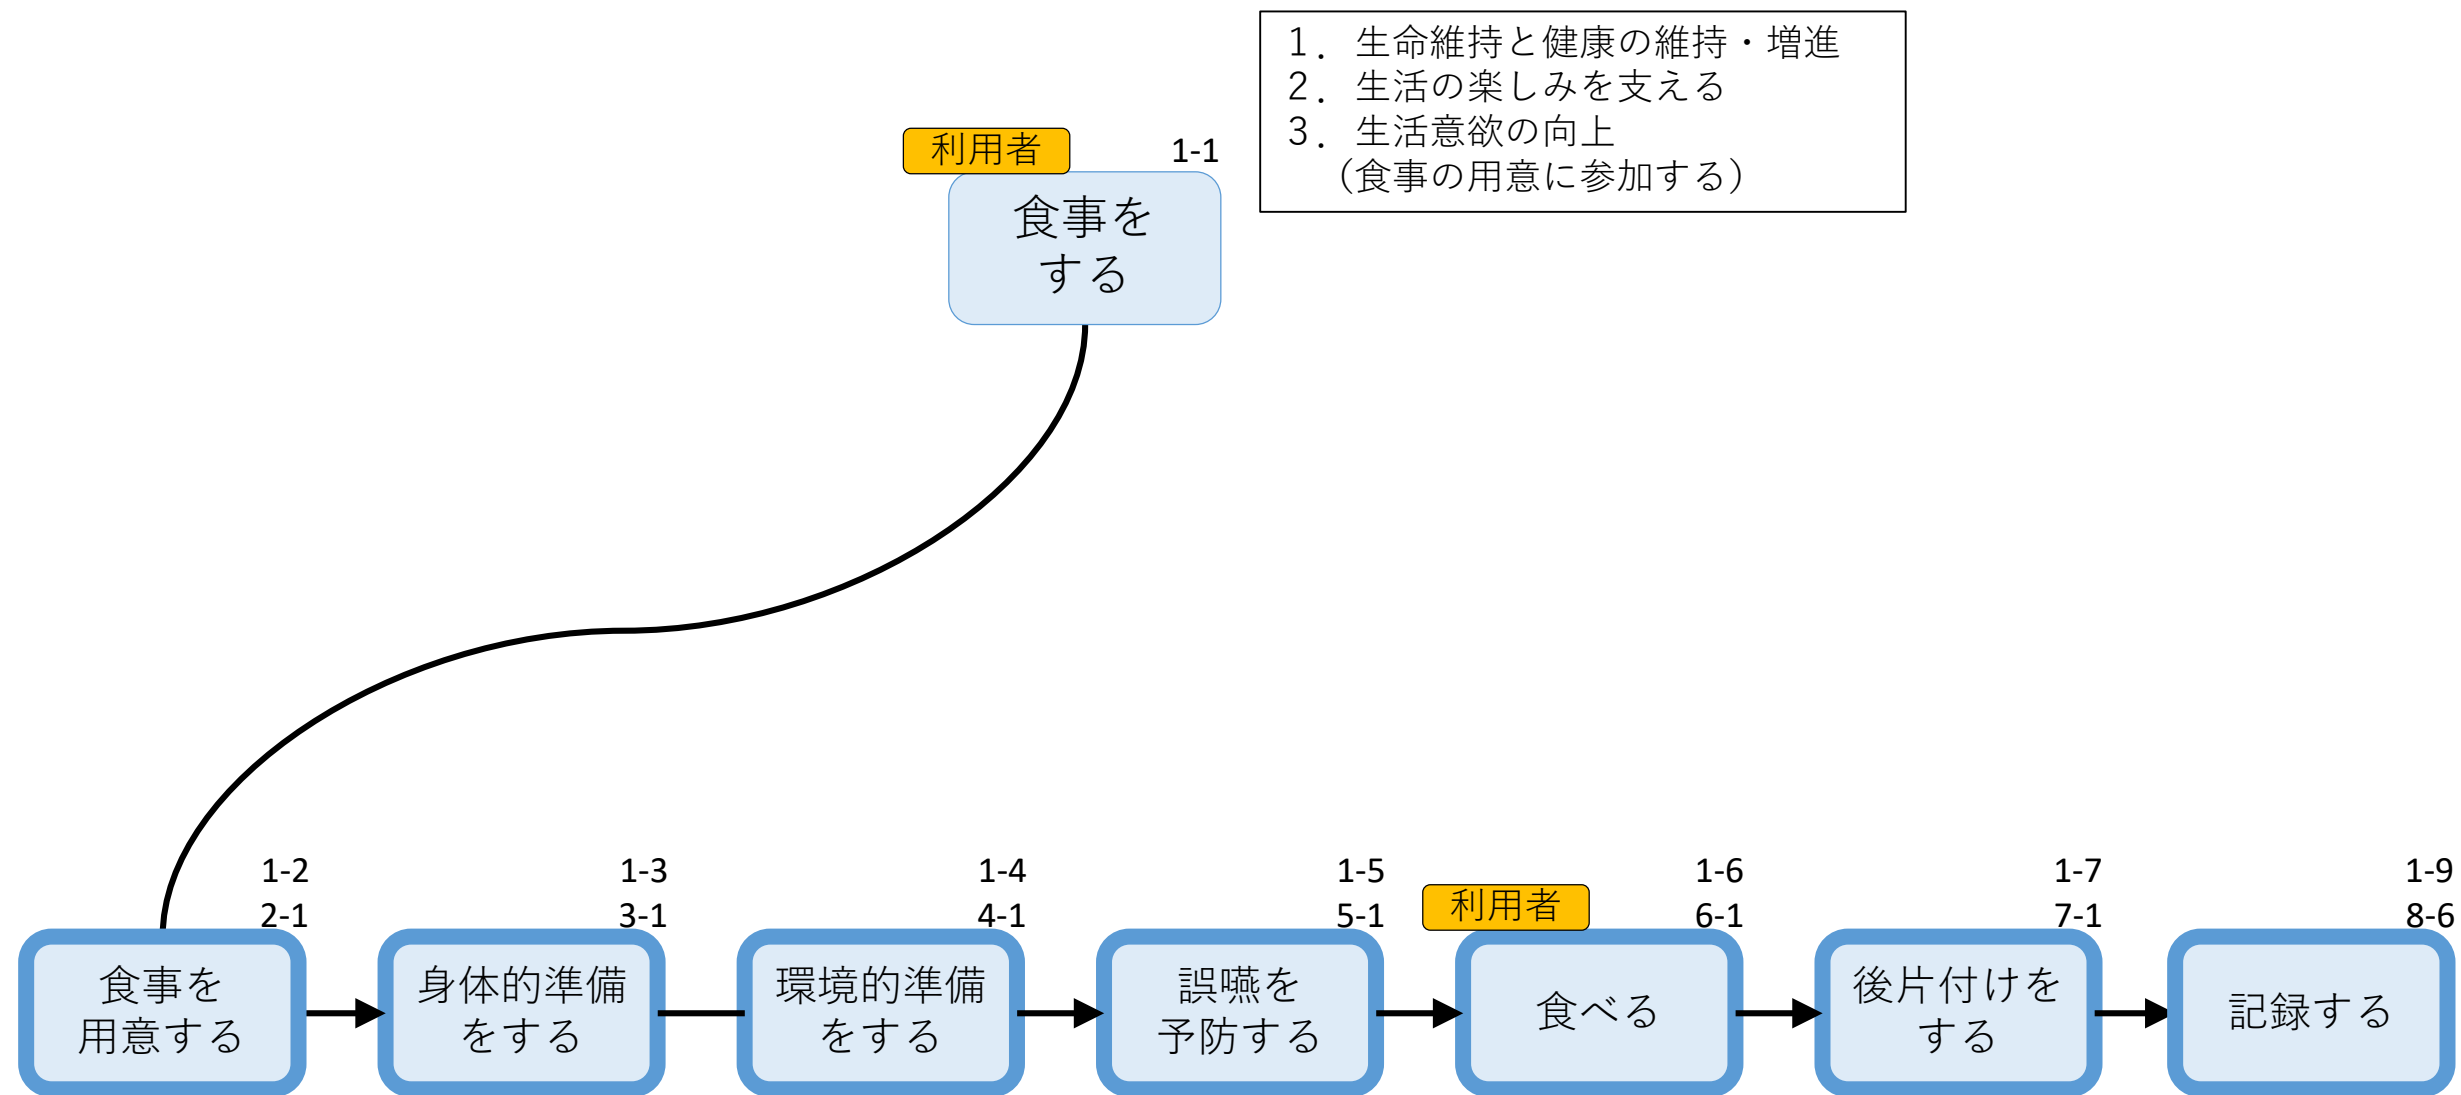 1. 生命維持と健康の維持・増進
2. 生活の楽しみを支える
3. 生活意欲の向上
(食事の用意に参加する)
利用者
1-1
食事を
する
1-2
2-1
食事を
用意する
1-3
3-1
身体的準備
をする
1-4
4-1
環境的準備
をする
1-5
5-1
誤嚥を
予防する
利用者
1-6
6-1
食べる
1-7
7-1
後片付けを
する
1-9
8-6
記録する